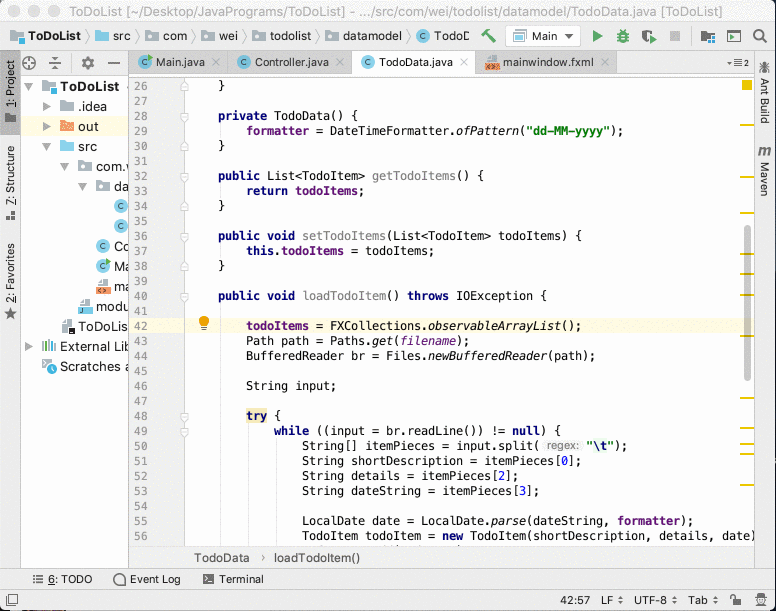 ToDoList [~/Desktop/JavaPrograms/ToDoList] - .../src/com/wei/todolist/datamodel/TodoData.java [ToDoList]
ToDoList src com wei todolist datamodel TodoD Main
1: Project
Z: Structure
2: Favorites
Main.java Controller.java TodoData.java mainwindow.fxml 2
Ant Build
Maven
ToDoList
.idea
out
src
com.w
da
Co
Ma
ma
modu
ToDoLis
External Lib
Scratches a
26 }
27
28 private TodoData() {
29 formatter = DateTimeFormatter.ofPattern("dd-MM-yyyy");
30 }
31
32 public List<TodoItem> getTodoItems() {
33 return todoItems;
34 }
35
36 public void setTodoItems(List<TodoItem> todoItems) {
37 this.todoItems = todoItems;
38 }
39
40 public void loadTodoItem() throws IOException {
41
42 todoItems = FXCollections.observableArrayList();
43 Path path = Paths.get(filename);
44 BufferedReader br = Files.newBufferedReader(path);
45
46 String input;
47
48 try {
49 while ((input = br.readLine()) != null) {
50 String[] itemPieces = input.split( regex: "\t");
51 String shortDescription = itemPieces[0];
52 String details = itemPieces[2];
53 String dateString = itemPieces[3];
54
55 LocalDate date = LocalDate.parse(dateString, formatter);
56 TodoItem todoItem = new TodoItem(shortDescription, details, date)
TodoData › loadTodoItem()
6: TODO Event Log Terminal
42:57 LF UTF-8 Tab